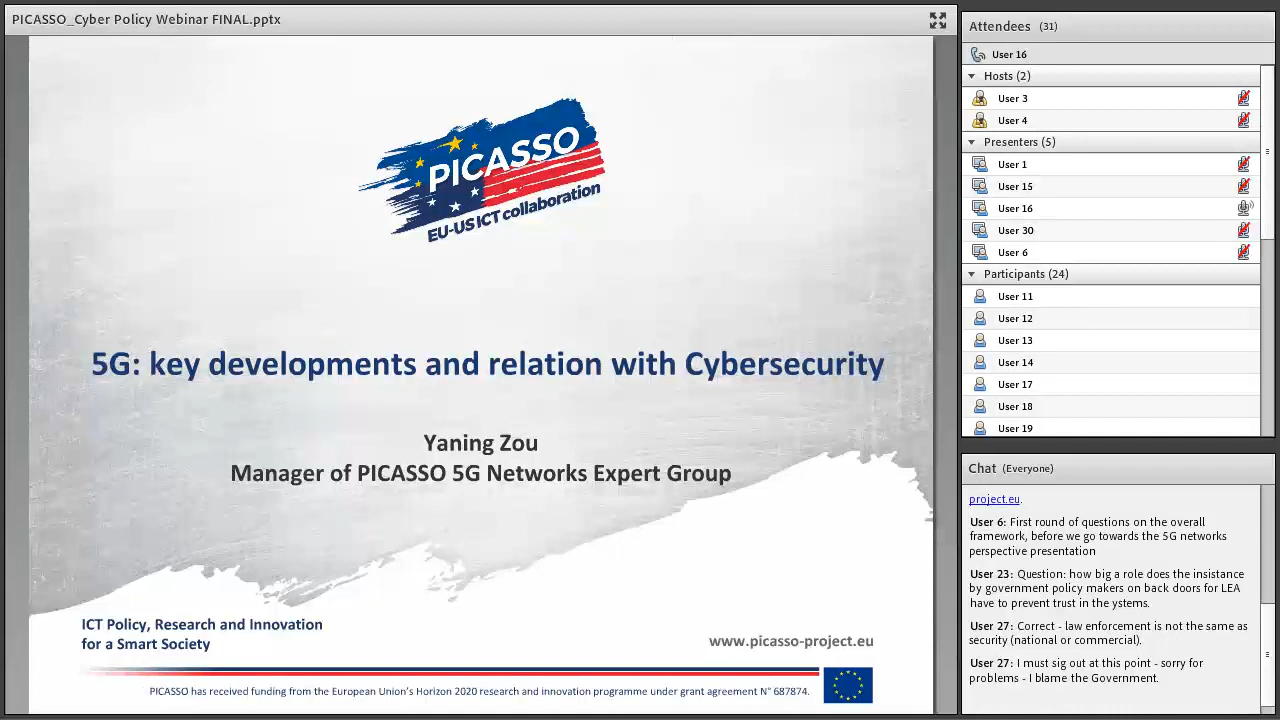 PICASSO_Cyber Policy Webinar FINAL.pptx
PICASSO
EU-US ICT collaboration
5G: key developments and relation with Cybersecurity
Yaning Zou
Manager of PICASSO 5G Networks Expert Group
ICT Policy, Research and Innovation
for a Smart Society
www.picasso-project.eu
PICASSO has received funding from the European Union's Horizon 2020 research and innovation programme under grant agreement N° 687874.
Attendees (31)
User 16
Hosts (2)
User 3
User 4
Presenters (5)
User 1
User 15
User 16
User 30
User 6
Participants (24)
User 11
User 12
User 13
User 14
User 17
User 18
User 19
Chat (Everyone)
project.eu.
User 6: First round of questions on the overall
framework, before we go towards the 5G networks
perspective presentation
User 23: Question: how big a role does the insistance
by government policy makers on back doors for LEA
have to prevent trust in the ystems.
User 27: Correct - law enforcement is not the same as
security (national or commercial).
User 27: I must sig out at this point - sorry for
problems - I blame the Government.